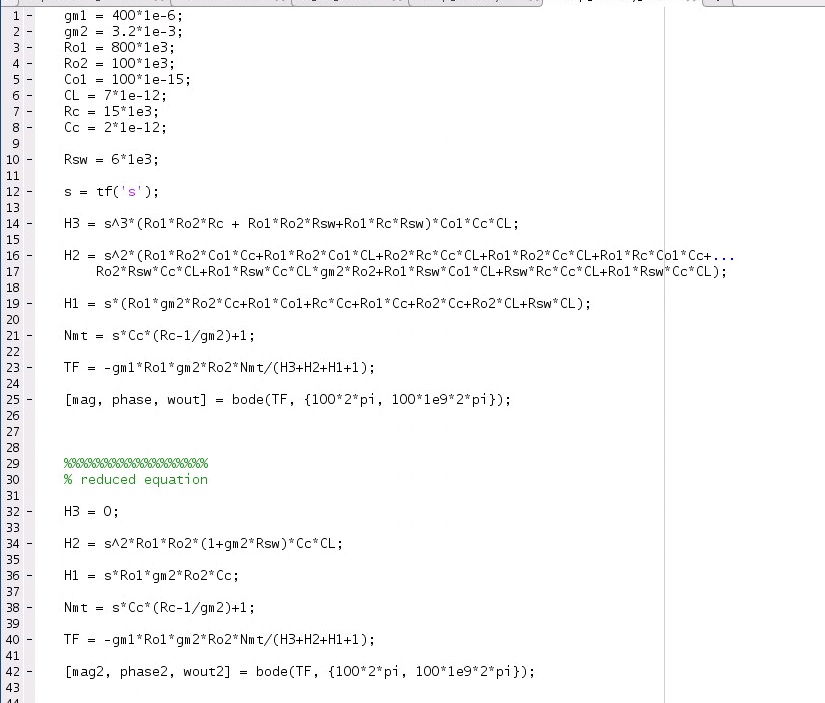 1 - gm1 = 400*1e-6;
2 - gm2 = 3.2*1e-3;
3 - Ro1 = 800*1e3;
4 - Ro2 = 100*1e3;
5 - Co1 = 100*1e-15;
6 - CL = 7*1e-12;
7 - Rc = 15*1e3;
8 - Cc = 2*1e-12;
9
10 - Rsw = 6*1e3;
11
12 - s = tf('s');
13
14 - H3 = s^3*(Ro1*Ro2*Rc + Ro1*Ro2*Rsw+Ro1*Rc*Rsw)*Co1*Cc*CL;
15
16 - H2 = s^2*(Ro1*Ro2*Co1*Cc+Ro1*Ro2*Co1*CL+Ro2*Rc*Cc*CL+Ro1*Ro2*Cc*CL+Ro1*Rc*Co1*Cc+...
17 Ro2*Rsw*Cc*CL+Ro1*Rsw*Cc*CL*gm2*Ro2+Ro1*Rsw*Co1*CL+Rsw*Rc*Cc*CL+Ro1*Rsw*Cc*CL);
18
19 - H1 = s*(Ro1*gm2*Ro2*Cc+Ro1*Co1+Rc*Cc+Ro1*Cc+Ro2*Cc+Ro2*CL+Rsw*CL);
20
21 - Nmt = s*Cc*(Rc-1/gm2)+1;
22
23 - TF = -gm1*Ro1*gm2*Ro2*Nmt/(H3+H2+H1+1);
24
25 - [mag, phase, wout] = bode(TF, {100*2*pi, 100*1e9*2*pi});
26
27
28
29 %%%%%%%%%%%%%%%%%%
30 % reduced equation
31
32 - H3 = 0;
33
34 - H2 = s^2*Ro1*Ro2*(1+gm2*Rsw)*Cc*CL;
35
36 - H1 = s*Ro1*gm2*Ro2*Cc;
37
38 - Nmt = s*Cc*(Rc-1/gm2)+1;
39
40 - TF = -gm1*Ro1*gm2*Ro2*Nmt/(H3+H2+H1+1);
41
42 - [mag2, phase2, wout2] = bode(TF, {100*2*pi, 100*1e9*2*pi});
43